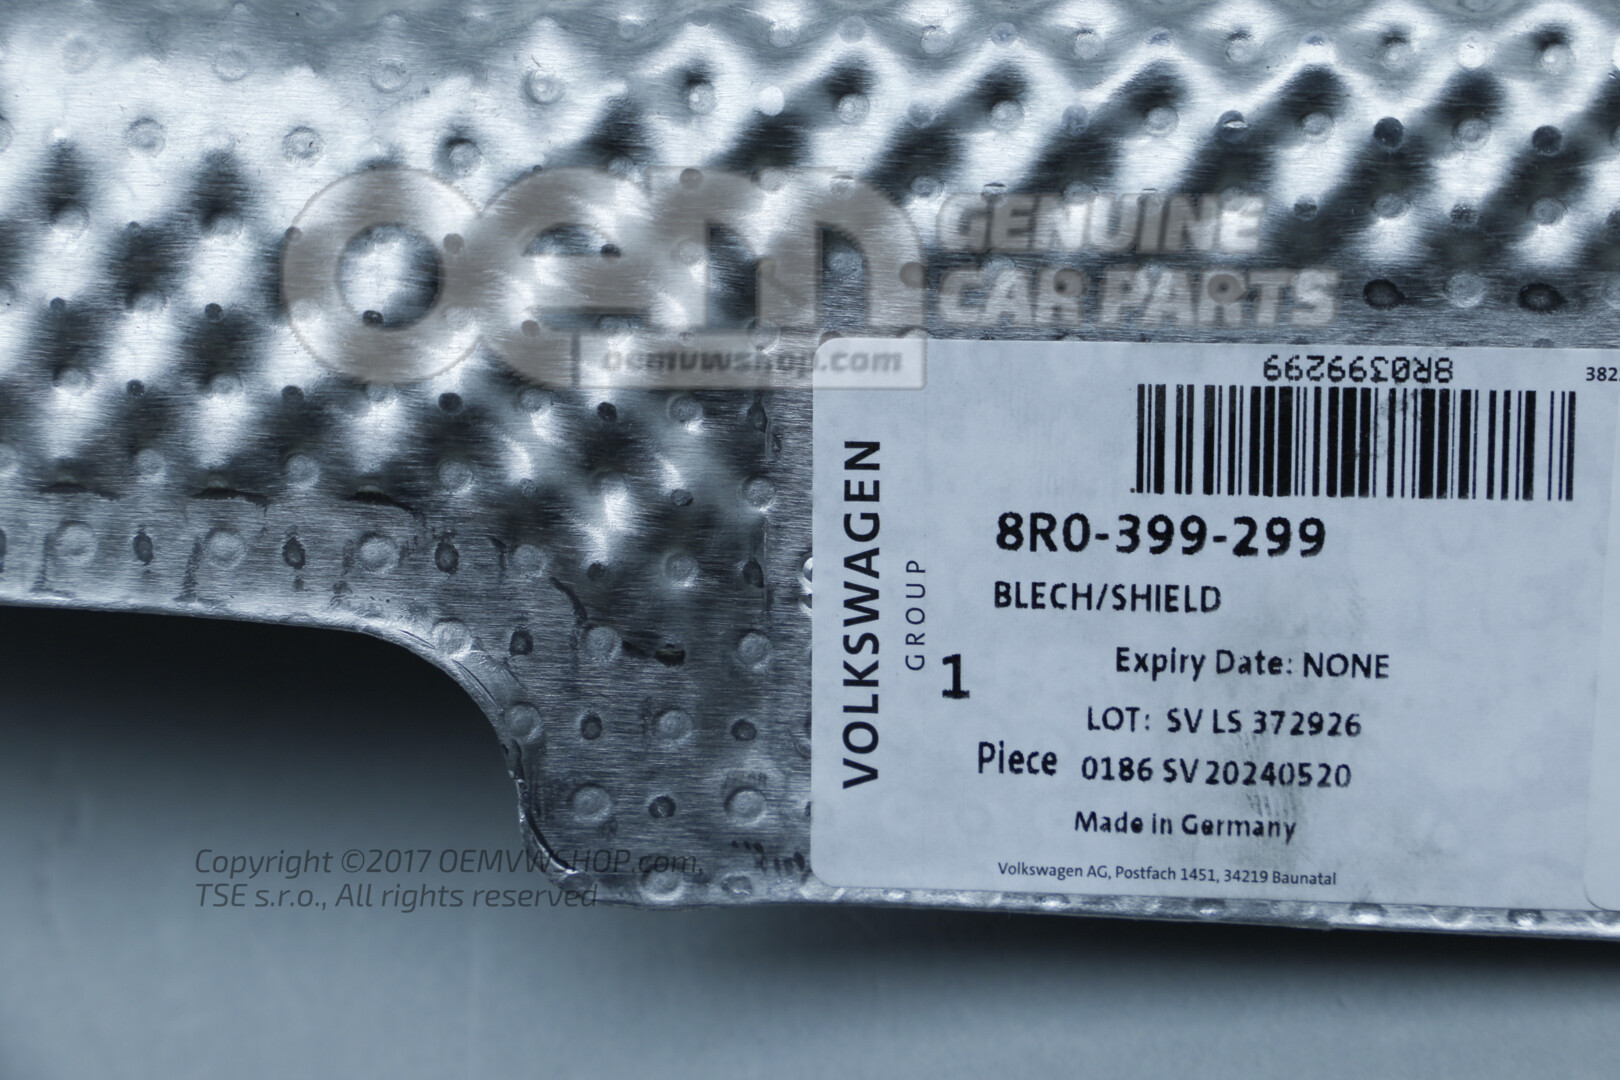 oem GENUINE
CAR PARTS
oemvwshop.com
8R0399299
382
VOLKSWAGEN
GROUP
8R0-399-299
BLECH/SHIELD
Expiry Date: NONE
1
LOT: SV LS 372926
Piece 0186 SV 20240520
Made in Germany
Volkswagen AG, Postfach 1451, 34219 Baunatal
Copyright ©2017 OEMVWSHOP.com,
TSE s.r.o., All rights reserved